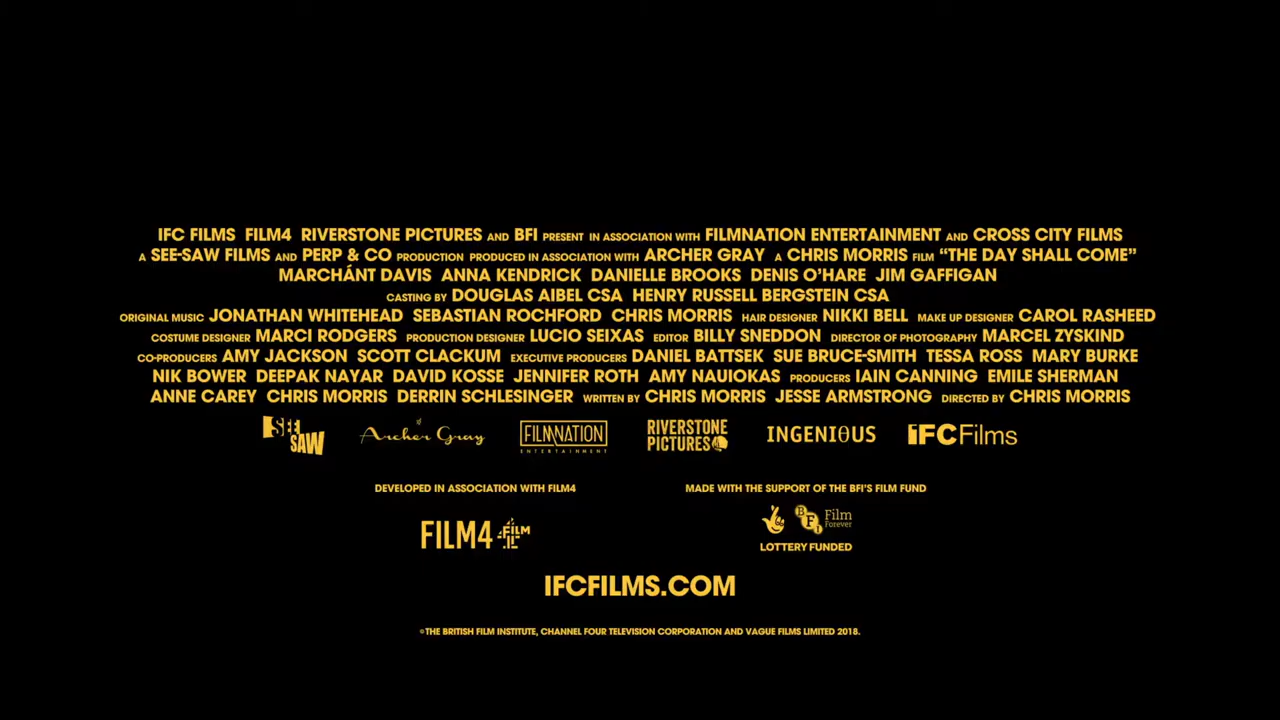 IFC FILMS FILM4 RIVERSTONE PICTURES AND BFI PRESENT IN ASSOCIATION WITH FILMNATION ENTERTAINMENT AND CROSS CITY FILMS
A SEE-SAW FILMS AND PERP & CO PRODUCTION PRODUCED IN ASSOCIATION WITH ARCHER GRAY A CHRIS MORRIS FILM “THE DAY SHALL COME”
MARCHÁNT DAVIS ANNA KENDRICK DANIELLE BROOKS DENIS O’HARE JIM GAFFIGAN
CASTING BY DOUGLAS AIBEL CSA HENRY RUSSELL BERGSTEIN CSA
ORIGINAL MUSIC JONATHAN WHITEHEAD SEBASTIAN ROCHFORD CHRIS MORRIS HAIR DESIGNER NIKKI BELL MAKE UP DESIGNER CAROL RASHEED
COSTUME DESIGNER MARCI RODGERS PRODUCTION DESIGNER LUCIO SEIXAS EDITOR BILLY SNEDDON DIRECTOR OF PHOTOGRAPHY MARCEL ZYSKIND
CO-PRODUCERS AMY JACKSON SCOTT CLACKUM EXECUTIVE PRODUCERS DANIEL BATTSEK SUE BRUCE-SMITH TESSA ROSS MARY BURKE
NIK BOWER DEEPAK NAYAR DAVID KOSSE JENNIFER ROTH AMY NAUIOKAS PRODUCERS IAIN CANNING EMILE SHERMAN
ANNE CAREY CHRIS MORRIS DERRIN SCHLESINGER WRITTEN BY CHRIS MORRIS JESSE ARMSTRONG DIRECTED BY CHRIS MORRIS
SEE SAW Archer Gray FILMNATION ENTERTAINMENT RIVERSTONE PICTURES INGENIOUS IFC Films
DEVELOPED IN ASSOCIATION WITH FILM4 MADE WITH THE SUPPORT OF THE BFI’S FILM FUND
FILM4 FILM BFI Film Forever
LOTTERY FUNDED
IFCFILMS.COM
©THE BRITISH FILM INSTITUTE, CHANNEL FOUR TELEVISION CORPORATION AND VAGUE FILMS LIMITED 2018.